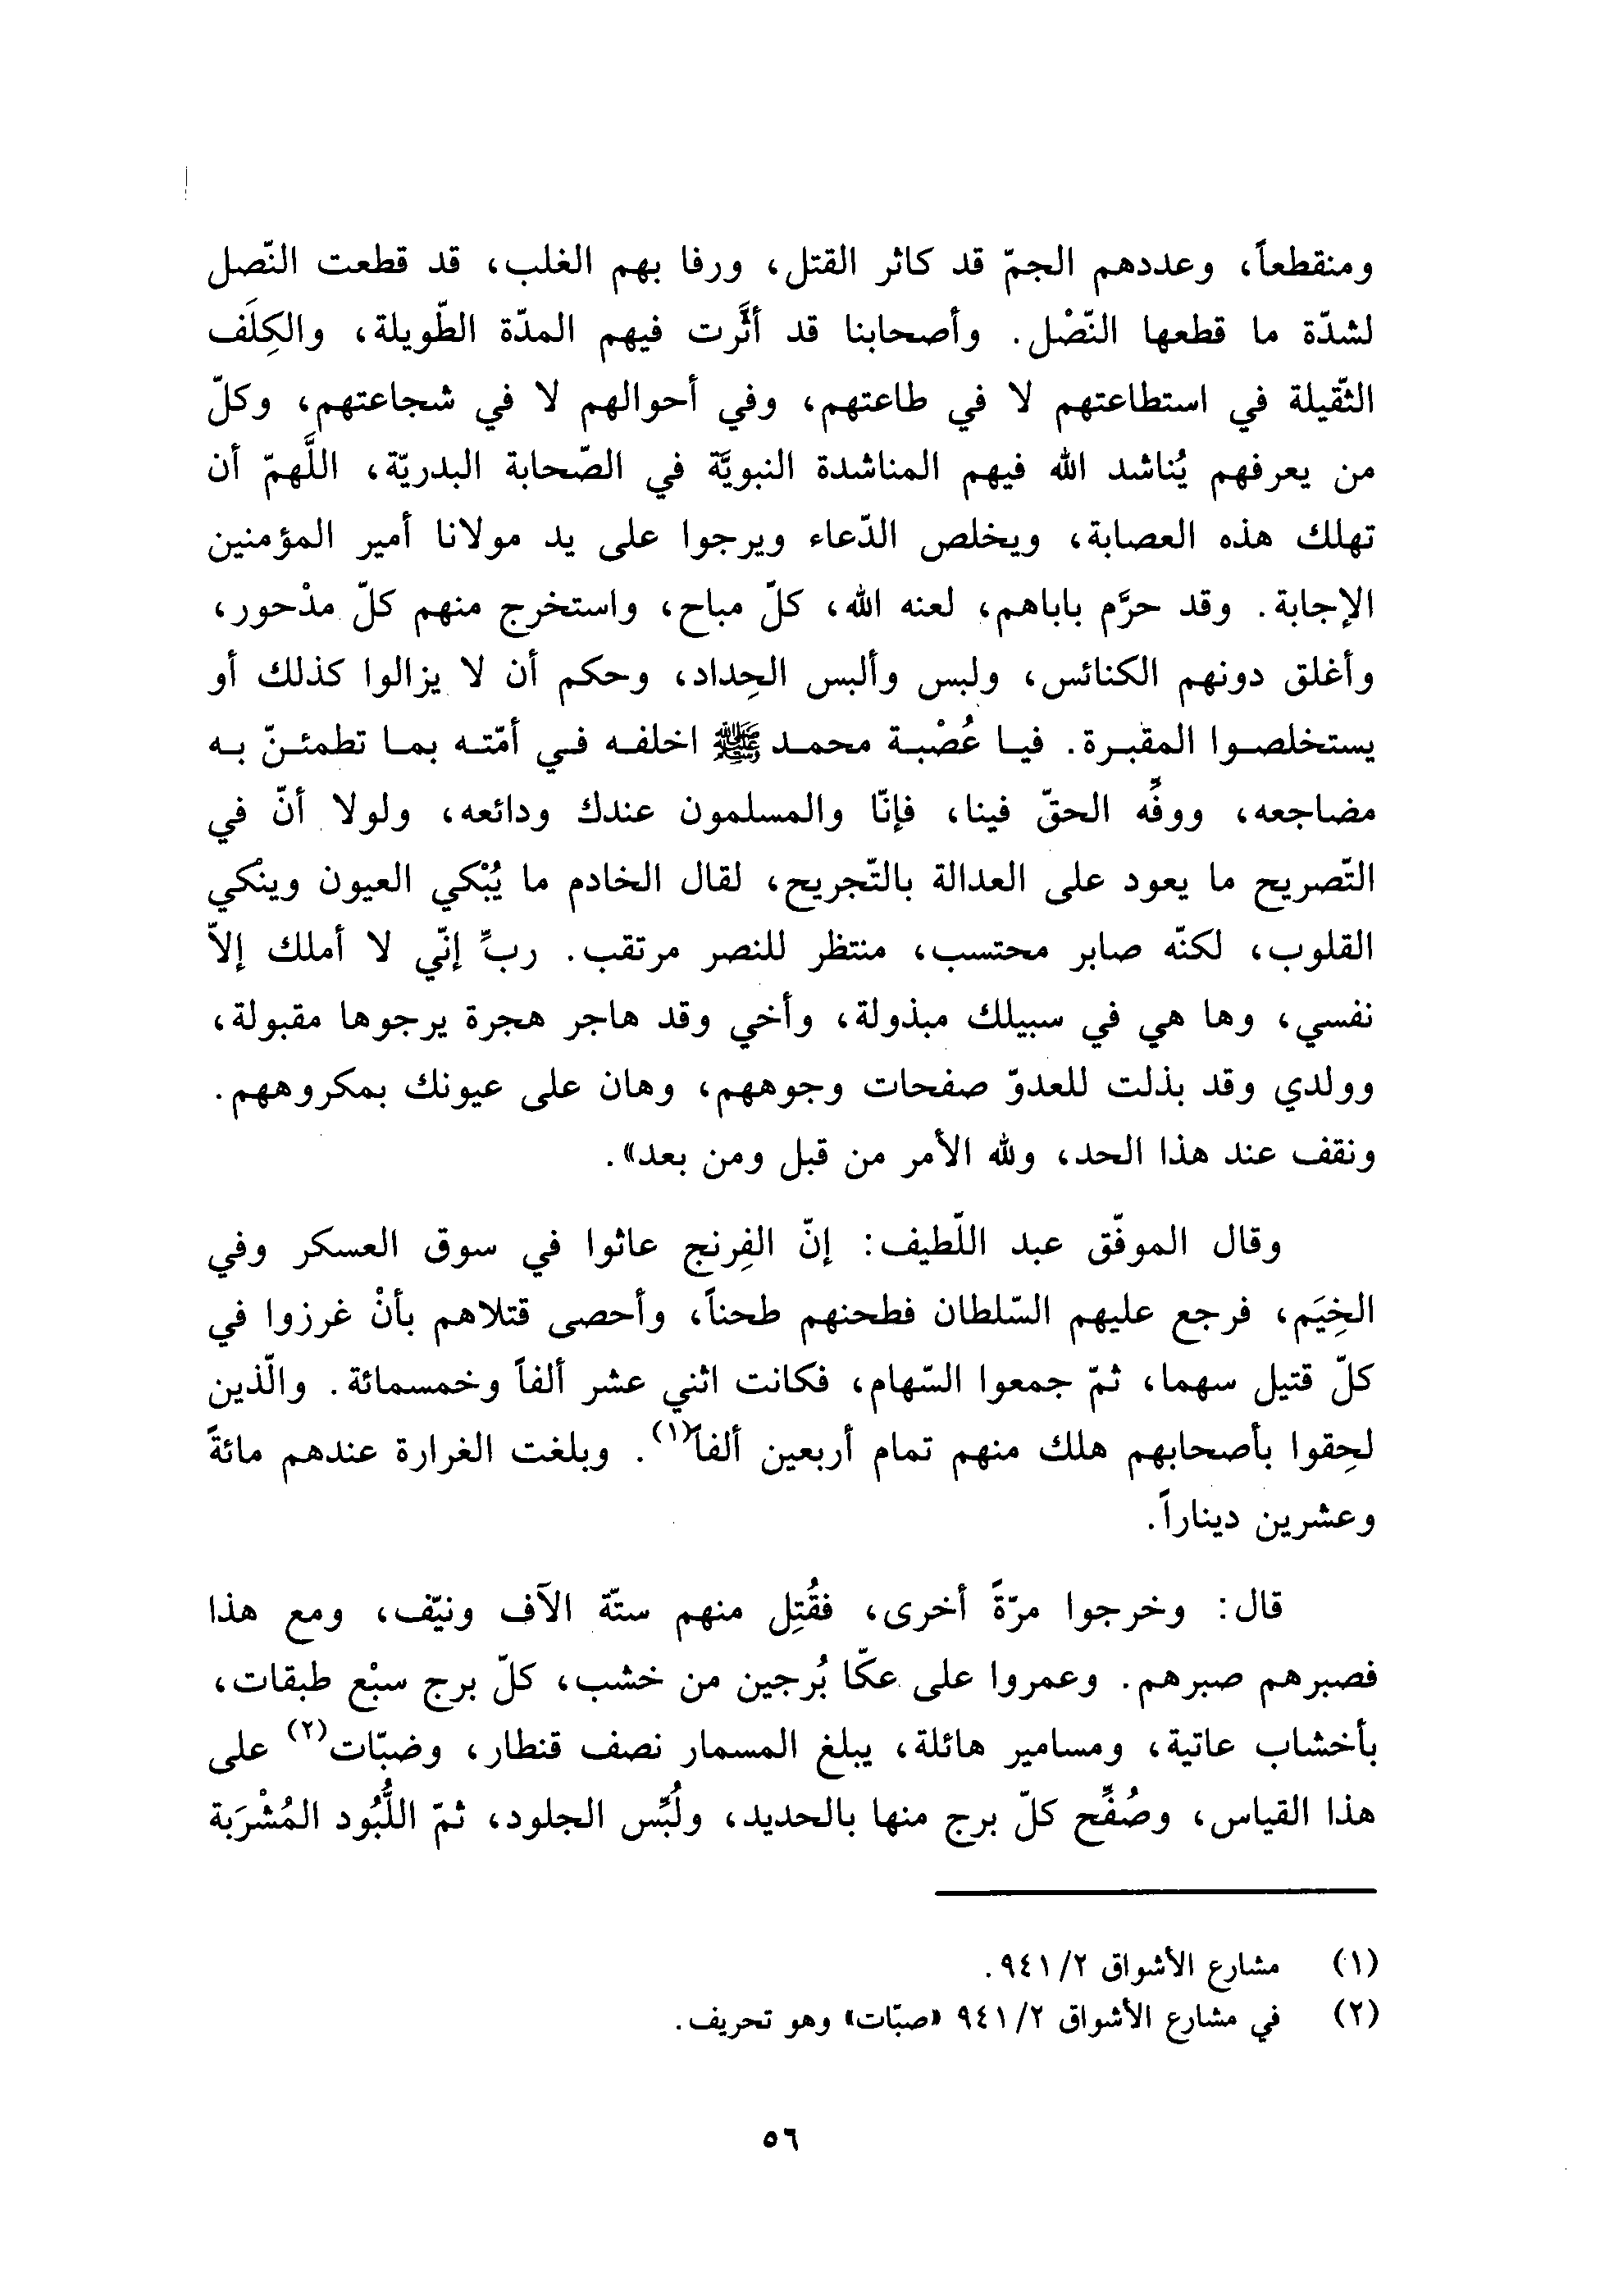 ومنقطعاً، وعددهم الجمّ قد كاثر القتل، ورفا بهم الغلب، قد قطعت النّصل
لشدّة ما قطعها النّصْل. وأصحابنا قد أثَّرت فيهم المدّة الطّويلة، والكِلَف
الثّقيلة في استطاعتهم لا في طاعتهم، وفي أحوالهم لا في شجاعتهم، وكلّ
من يعرفهم يُناشد الله فيهم المناشدة النبويَّة في الصّحابة البدريّة، اللَّهمّ أن
تهلك هذه العصابة، ويخلص الدّعاء ويرجوا على يد مولانا أمير المؤمنين
الإجابة. وقد حرَّم باباهم، لعنه الله، كلّ مباح، واستخرج منهم كلّ مذْحور،
وأغلق دونهم الكنائس، ولبس وألبس الحِداد، وحكم أن لا يزالوا كذلك أو
يستخلصوا المقبرة. فيا عُصْبة محمد ﷺ اخلفه في أمّته بما تطمئنّ به
مضاجعه، ووفِّه الحقّ فينا، فإنّا والمسلمون عندك ودائعه، ولولا أنّ في
التّصريح ما يعود على العدالة بالتّجريح، لقال الخادم ما يُبْكي العيون وينكي
القلوب، لكنّه صابر محتسب، منتظر للنصر مرتقب. ربِّ إنّي لا أملك إلاّ
نفسي، وها هي في سبيلك مبذولة، وأخي وقد هاجر هجرة يرجوها مقبولة،
وولدي وقد بذلت للعدوّ صفحات وجوههم، وهان على عيونك بمكروههم.
ونقف عند هذا الحد، ولله الأمر من قبل ومن بعد».
وقال الموفّق عبد اللّطيف: إنّ الفِرنج عاثوا في سوق العسكر وفي
الخِيَم، فرجع عليهم السّلطان فطحنهم طحناً، وأحصى قتلاهم بأنْ غرزوا في
كلّ قتيل سهما، ثمّ جمعوا السّهام، فكانت اثني عشر ألفاً وخمسمائة. والّذين
لحِقوا بأصحابهم هلك منهم تمام أربعين ألفاً(١). وبلغت الغرارة عندهم مائةً
وعشرين ديناراً.
قال: وخرجوا مرّةً أخرى، فقُتِل منهم ستّة الآف ونيّف، ومع هذا
فصبرهم صبرهم. وعمروا على عكّا بُرجين من خشب، كلّ برج سبْع طبقات،
بأخشاب عاتية، ومسامير هائلة، يبلغ المسمار نصف قنطار، وضبّات(٢) على
هذا القياس، وصُفِّح كلّ برج منها بالحديد، ولُبِّس الجلود، ثمّ اللُّبُود المُشْرَبة
(١) مشارع الأشواق ٩٤١/٢.
(٢) في مشارع الأشواق ٩٤١/٢ «صبّات» وهو تحريف.
٥٦